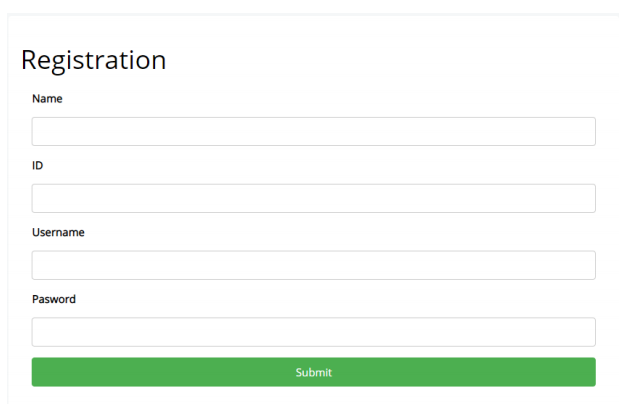 Registration
Name
ID
Username
Pasword
Submit